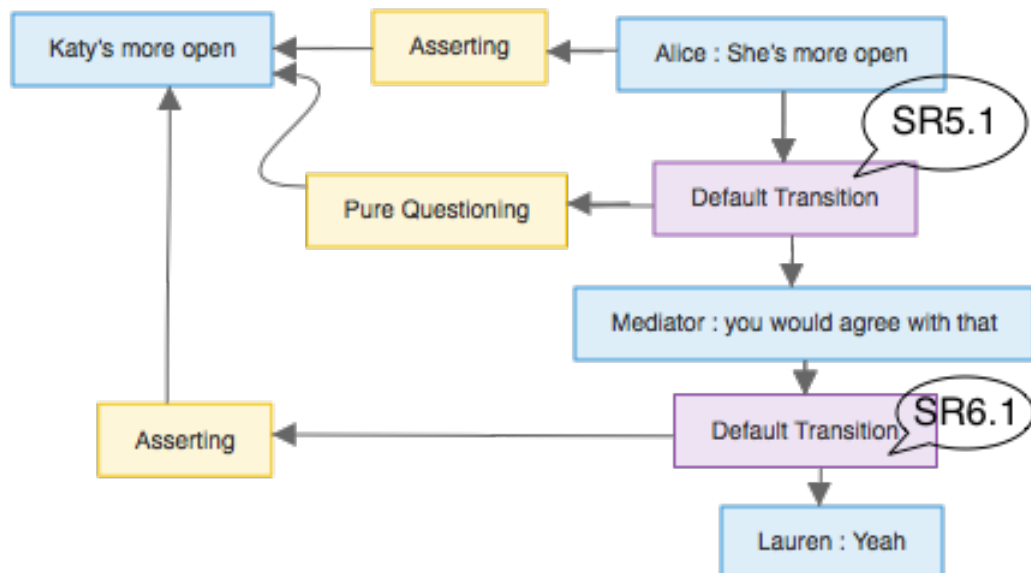 Katy's more open
Asserting
Alice : She's more open
SR5.1
Default Transition
Pure Questioning
Mediator : you would agree with that
SR6.1
Default Transition
Asserting
Lauren : Yeah